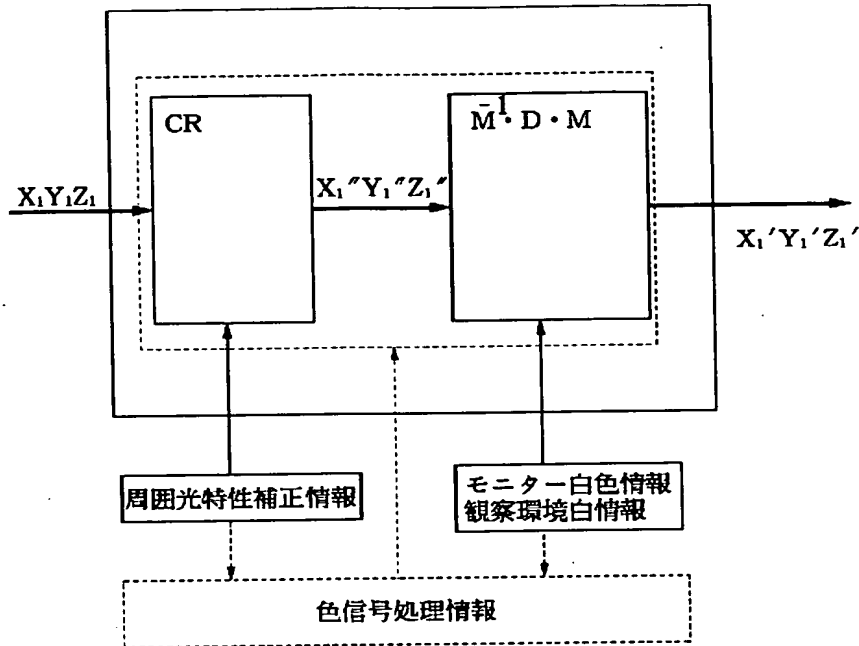 CR
M⁻¹・D・M
X₁Y₁Z₁
X₁″Y₁″Z₁″
X₁′Y₁′Z₁′
周囲光特性補正情報
モニター白色情報
観察環境白情報
色信号処理情報